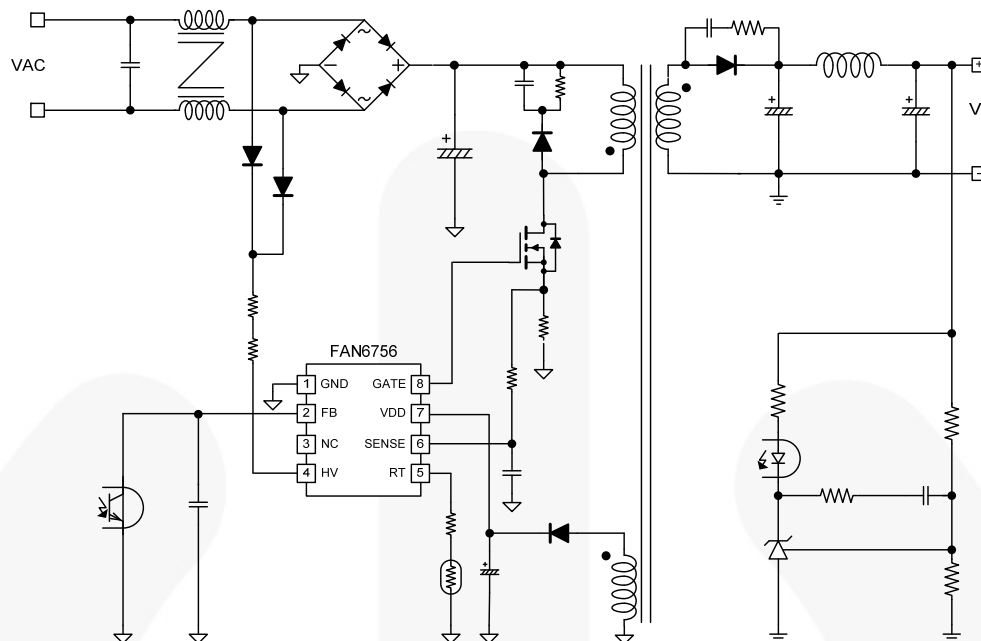 VAC
V
FAN6756
1 GND
GATE 8
2 FB
VDD 7
3 NC
SENSE 6
4 HV
RT 5